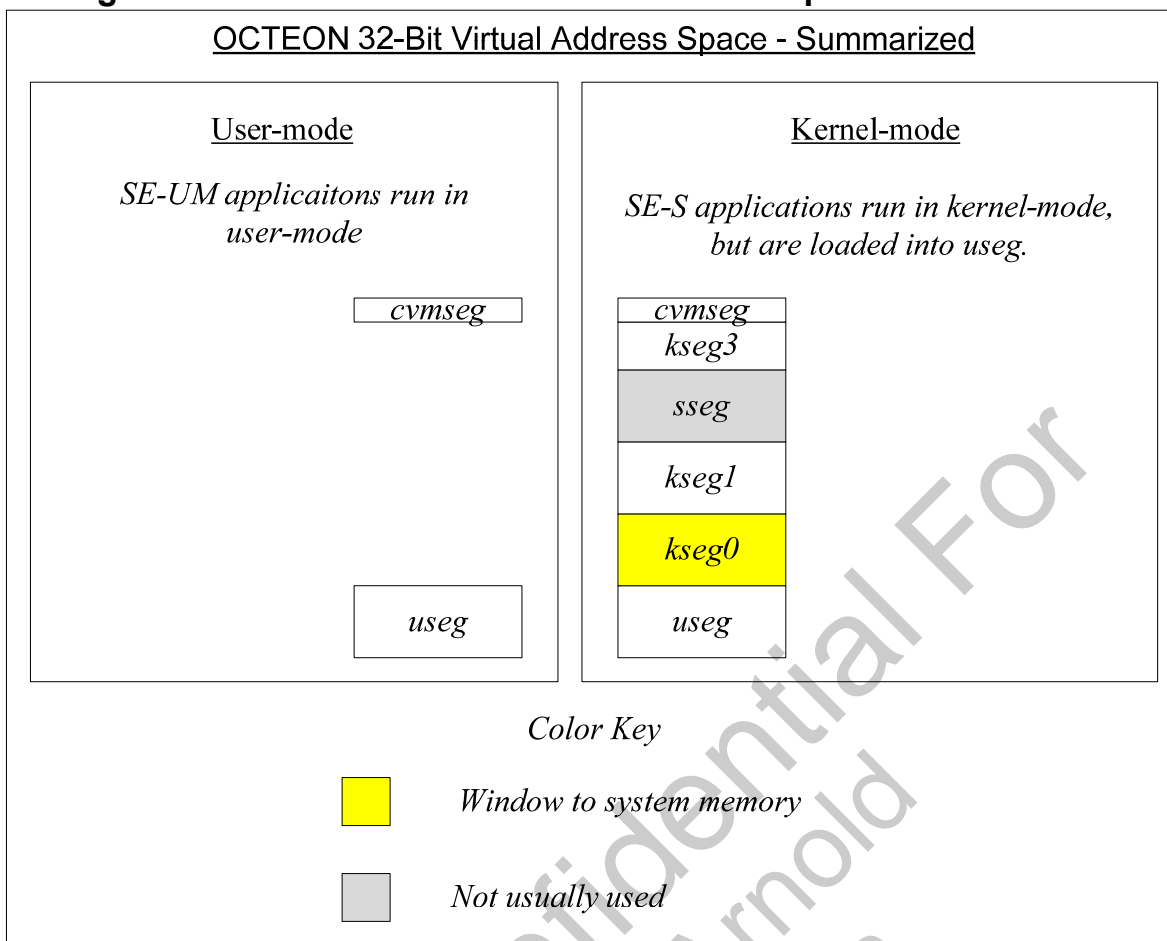 OCTEON 32-Bit Virtual Address Space - Summarized
User-mode
SE-UM applicaitons run in
user-mode
cvmseg
useg
Kernel-mode
SE-S applications run in kernel-mode,
but are loaded into useg.
cvmseg
kseg3
sseg
kseg1
kseg0
useg
Color Key
Window to system memory
Not usually used
For
Arnold